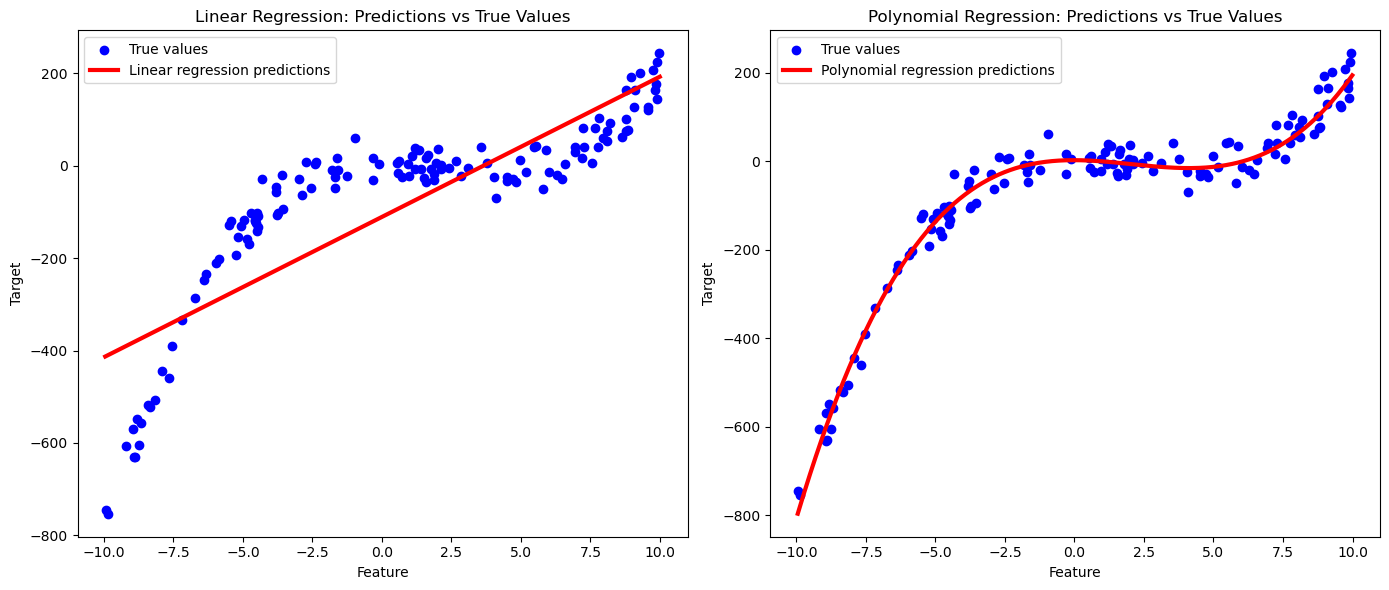 Linear Regression: Predictions vs True Values
True values
Linear regression predictions
200
0
−200
−400
−600
−800
Target
−10.0 −7.5 −5.0 −2.5 0.0 2.5 5.0 7.5 10.0
Feature
Polynomial Regression: Predictions vs True Values
True values
Polynomial regression predictions
200
0
−200
−400
−600
−800
Target
−10.0 −7.5 −5.0 −2.5 0.0 2.5 5.0 7.5 10.0
Feature